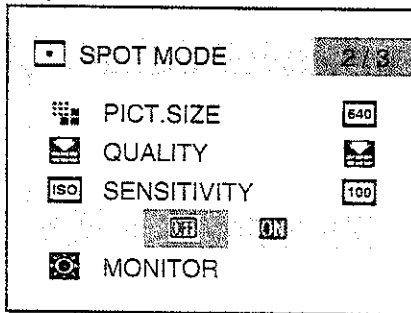 SPOT MODE 2/3
PICT.SIZE 640
QUALITY
ISO SENSITIVITY 100
OFF ON
MONITOR